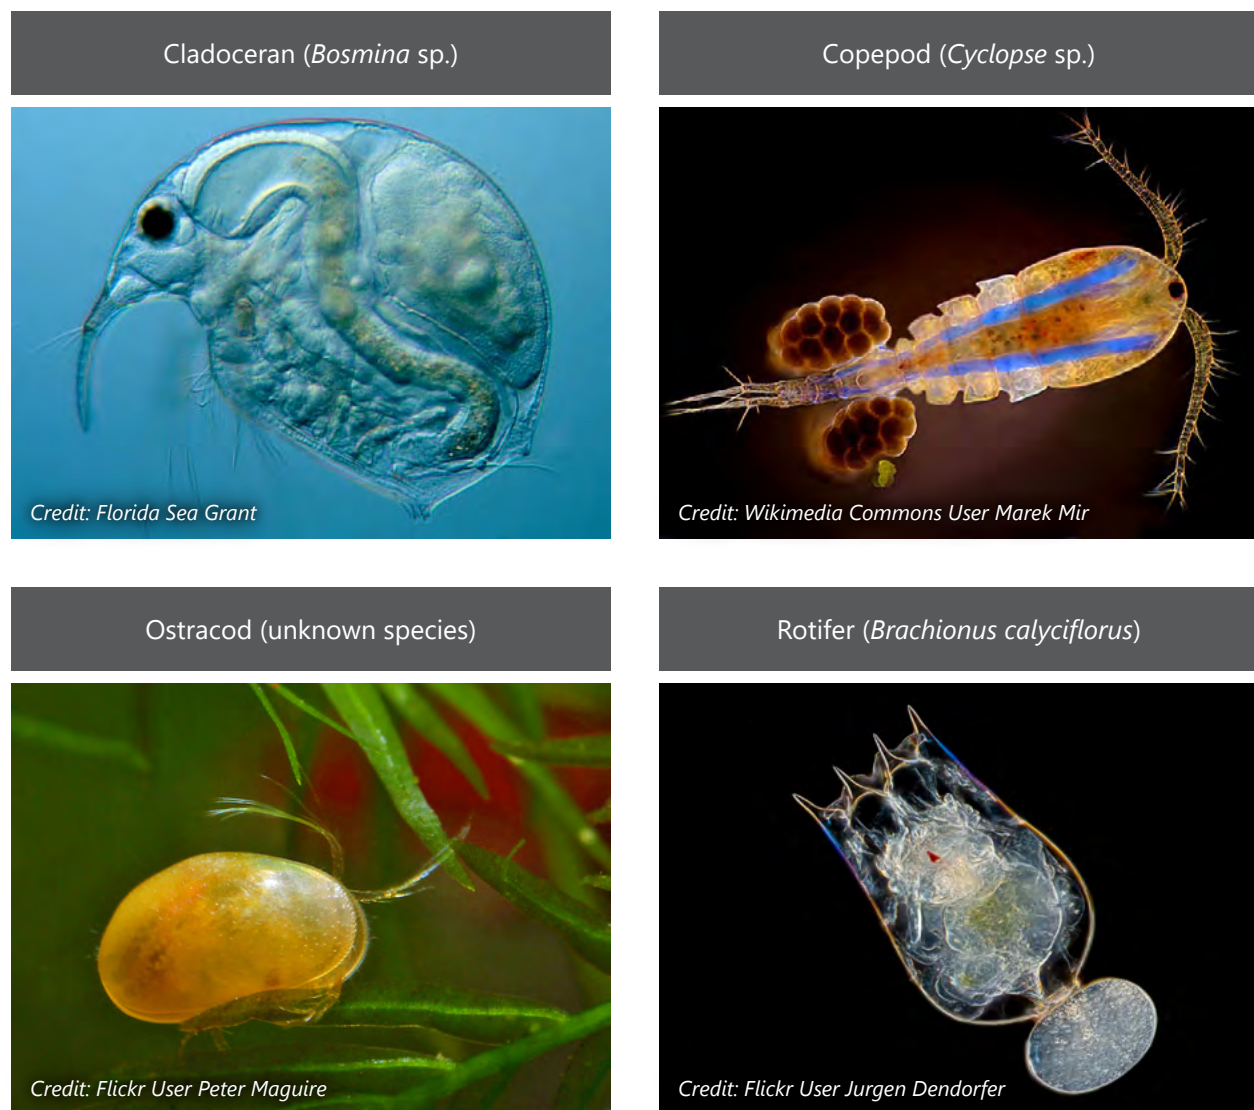 Cladoceran (Bosmina sp.)
Copepod (Cyclopse sp.)
Credit: Florida Sea Grant
Credit: Wikimedia Commons User Marek Mir
Ostracod (unknown species)
Rotifer (Brachionus calyciflorus)
Credit: Flickr User Peter Maguire
Credit: Flickr User Jurgen Dendorfer